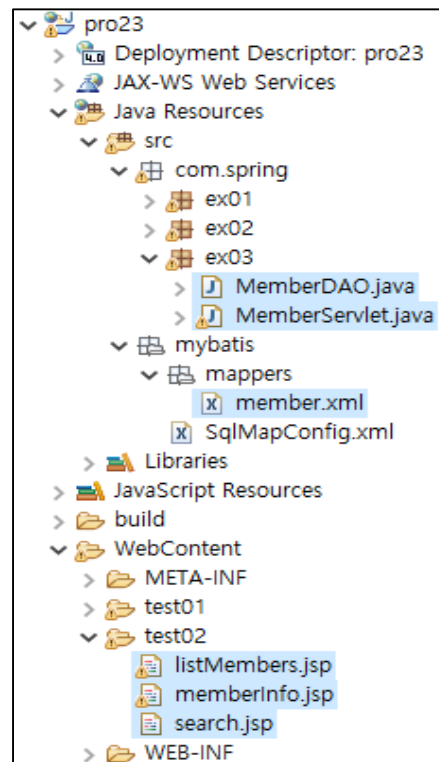 pro23
Deployment Descriptor: pro23
JAX-WS Web Services
Java Resources
src
com.spring
ex01
ex02
ex03
MemberDAO.java
MemberServlet.java
mybatis
mappers
member.xml
SqlMapConfig.xml
Libraries
JavaScript Resources
build
WebContent
META-INF
test01
test02
listMembers.jsp
memberInfo.jsp
search.jsp
WEB-INF